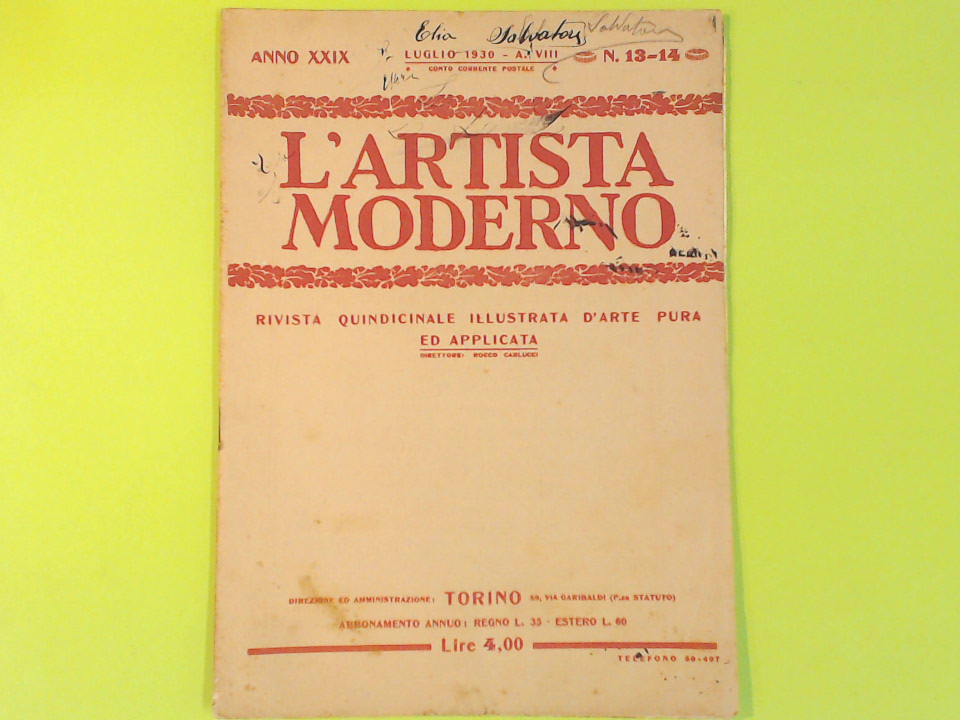 Elia Salvatori Salvatori
ANNO XXIX
LUGLIO 1930 - A. VIII
N. 13-14
CONTO CORRENTE POSTALE
L'ARTISTA
MODERNO
RIVISTA QUINDICINALE ILLUSTRATA D'ARTE PURA
ED APPLICATA
DIRETTORE: ROCCO CARLUCCI
DIREZIONE ED AMMINISTRAZIONE: TORINO 59, VIA GARIBALDI (P.za STATUTO)
ABBONAMENTO ANNUO: REGNO L. 35 - ESTERO L. 60
Lire 4,00
TELEFONO 50-407